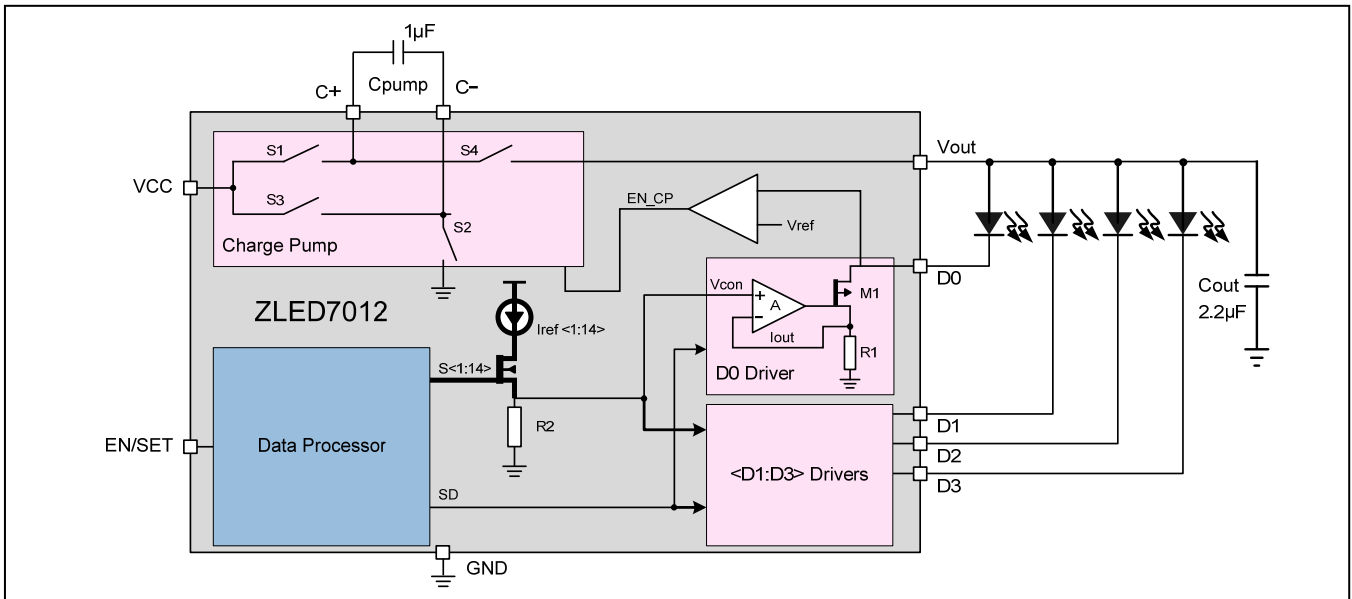 1µF
Cpump
C+
C-
S1
S4
Vout
VCC
S3
EN_CP
Vref
S2
Charge Pump
D0
Vcon
+
A
M1
Cout
2.2µF
ZLED7012
Iref <1:14>
-
Iout
R1
S<1:14>
D0 Driver
D1
R2
EN/SET
Data Processor
D2
<D1:D3> Drivers
D3
SD
GND